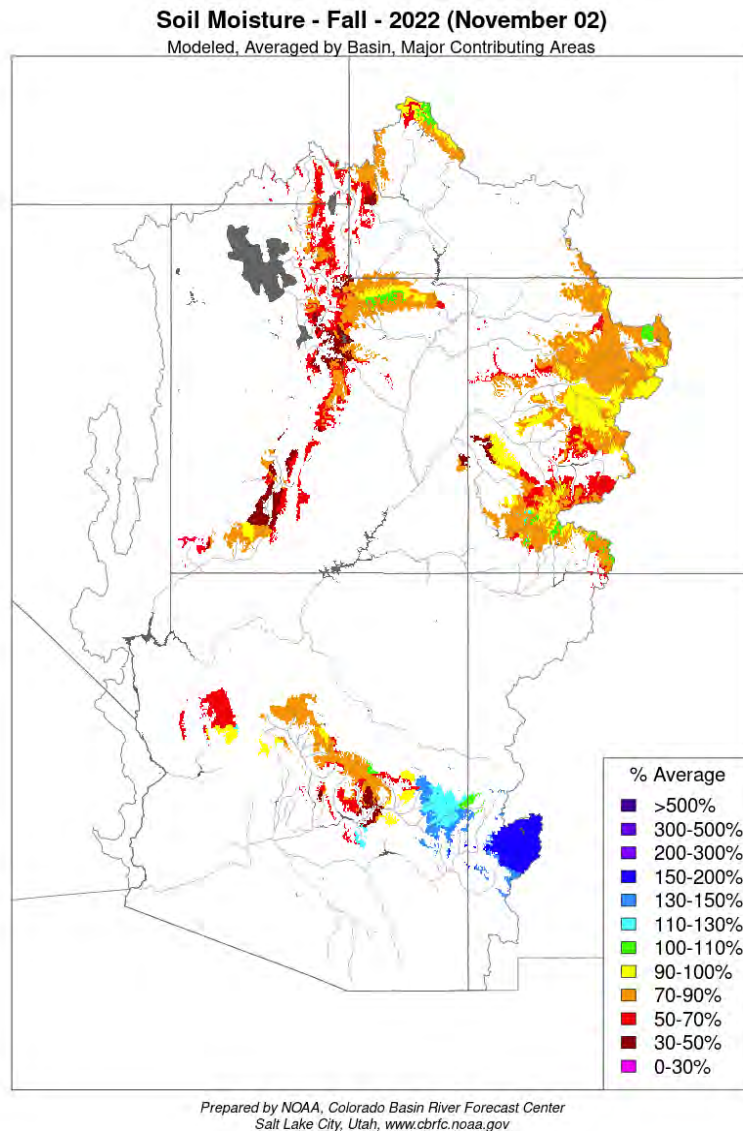 Soil Moisture - Fall - 2022 (November 02)
Modeled, Averaged by Basin, Major Contributing Areas
% Average
>500%
300-500%
200-300%
150-200%
130-150%
110-130%
100-110%
90-100%
70-90%
50-70%
30-50%
0-30%
Prepared by NOAA, Colorado Basin River Forecast Center
Salt Lake City, Utah, www.cbrfc.noaa.gov